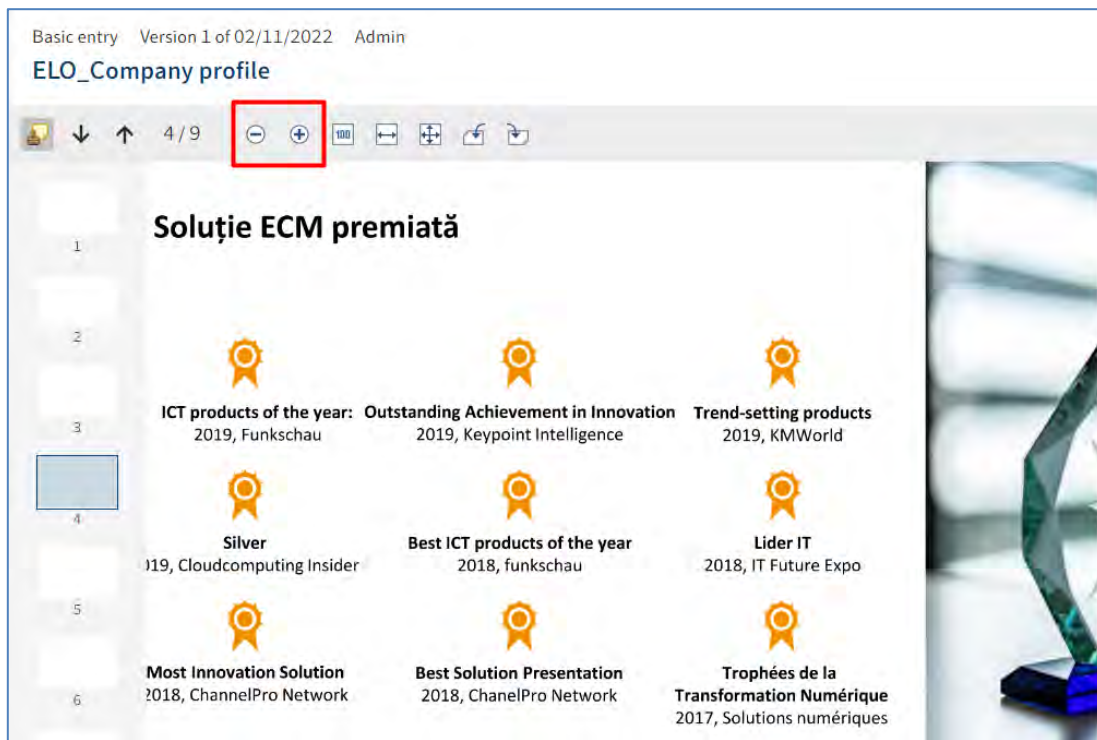 Basic entry Version 1 of 02/11/2022 Admin
ELO_Company profile
4/9
100
Soluție ECM premiată
1
2
3
4
5
6
ICT products of the year: Outstanding Achievement in Innovation Trend-setting products
2019, Funkschau 2019, Keypoint Intelligence 2019, KMWorld
Silver Best ICT products of the year Lider IT
019, Cloudcomputing Insider 2018, funkschau 2018, IT Future Expo
Most Innovation Solution Best Solution Presentation Trophées de la
2018, ChannelPro Network 2018, ChanelPro Network Transformation Numérique
2017, Solutions numériques